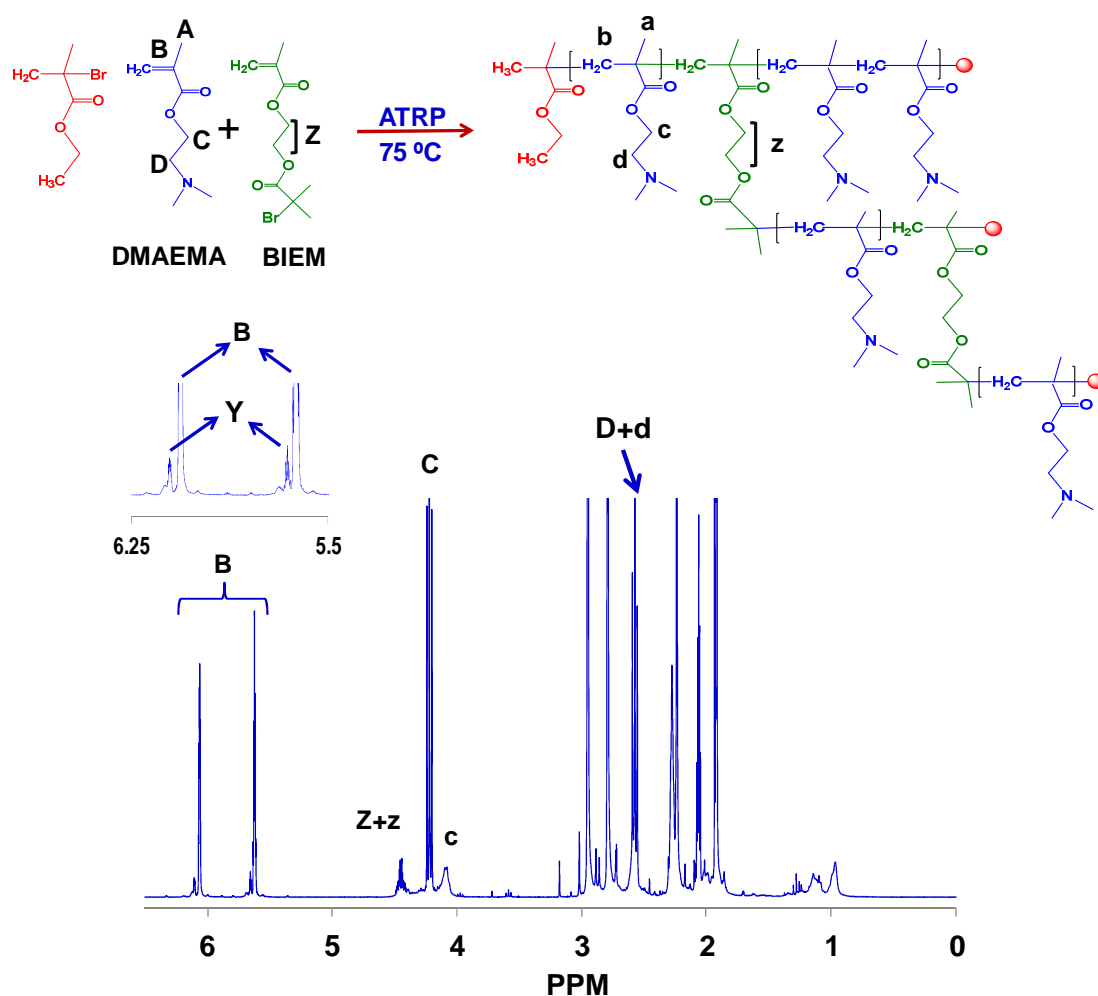 A
B
H₂C
Br
O
O
H₃C
H₂C
O
O
C
D
N
+
H₂C
O
O
Z
O
O
Br
DMAEMA
BIEM
ATRP
75 ⁰C
a
b
H₃C
H₂C
H₂C
H₂C
O
O
O
O
O
O
O
O
O
O
c
d
z
H₃C
N
O
O
N
N
H₂C
H₂C
O
O
O
O
N
O
O
H₂C
O
O
N
B
Y
6.25
5.5
B
C
D+d
Z+z
c
6
5
4
3
2
1
0
PPM